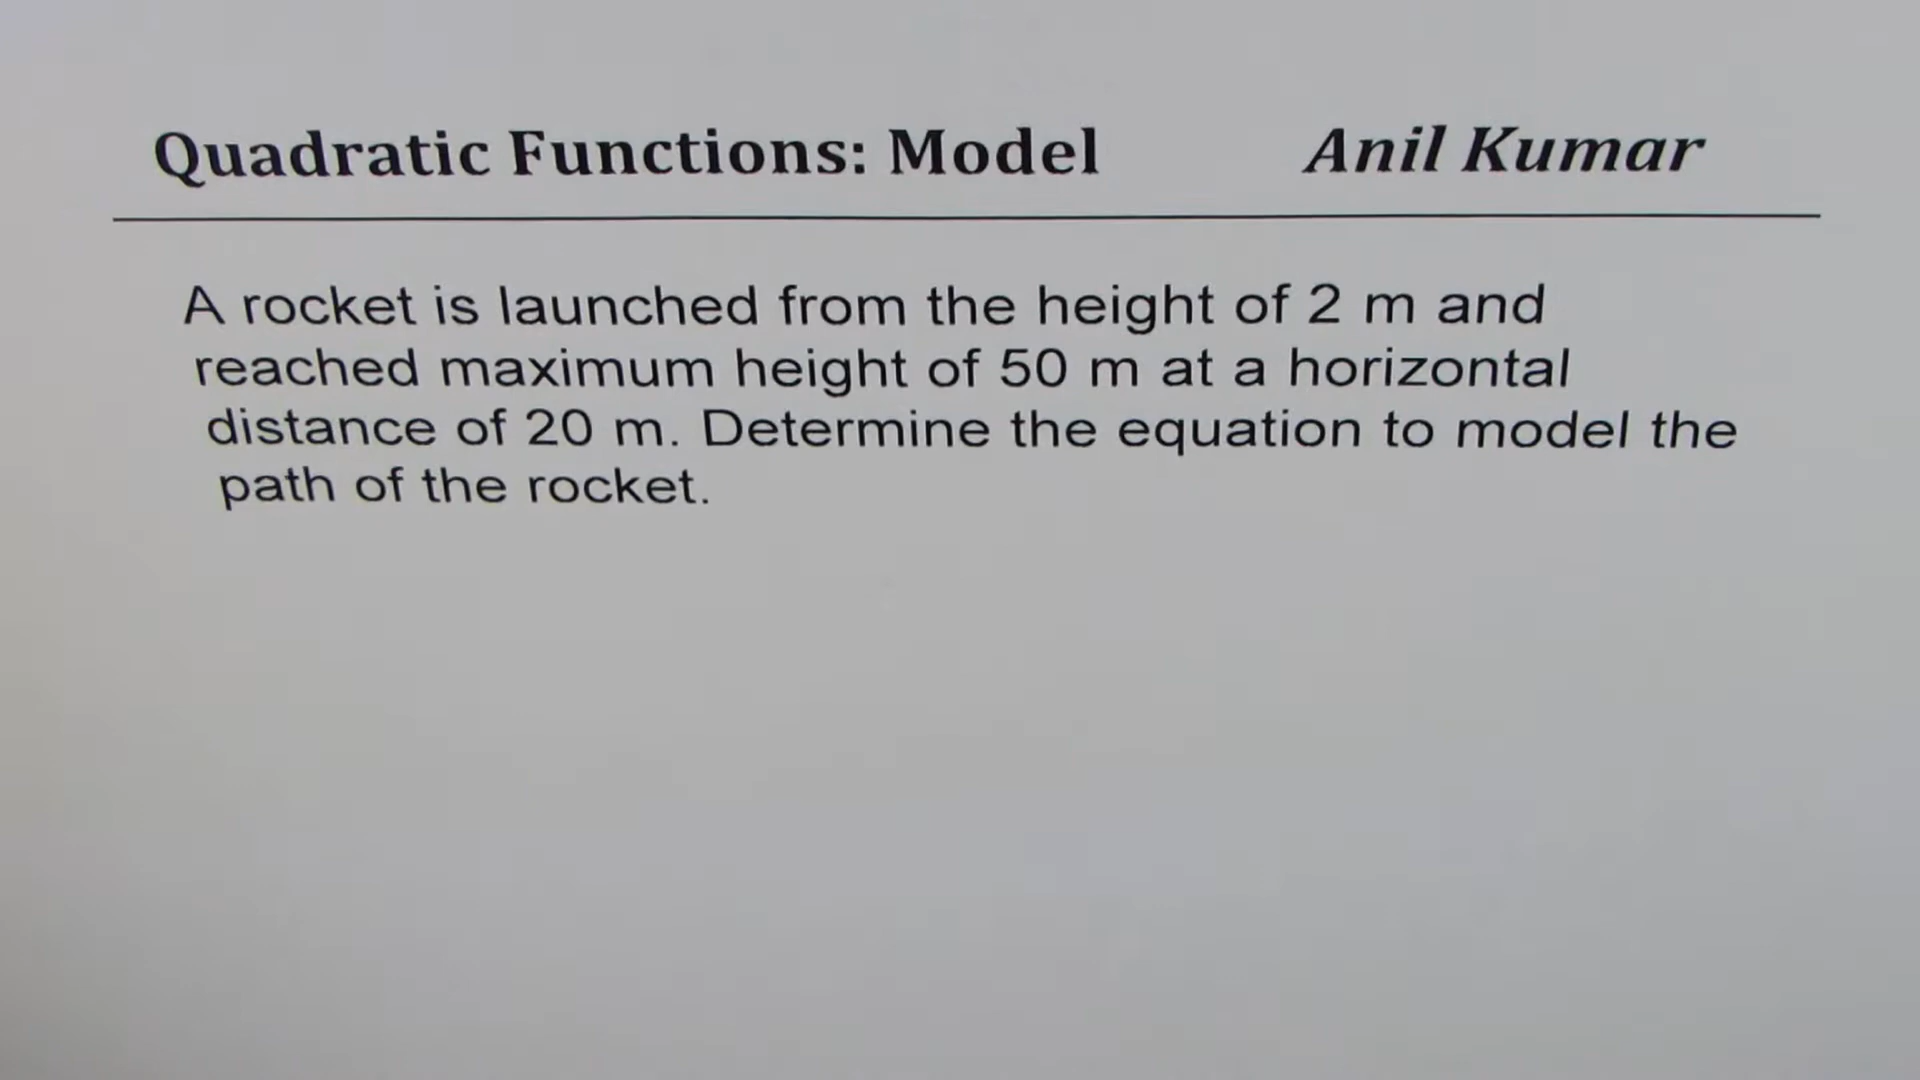 Quadratic Functions: Model Anil Kumar
A rocket is launched from the height of 2 m and
reached maximum height of 50 m at a horizontal
distance of 20 m. Determine the equation to model the
path of the rocket.